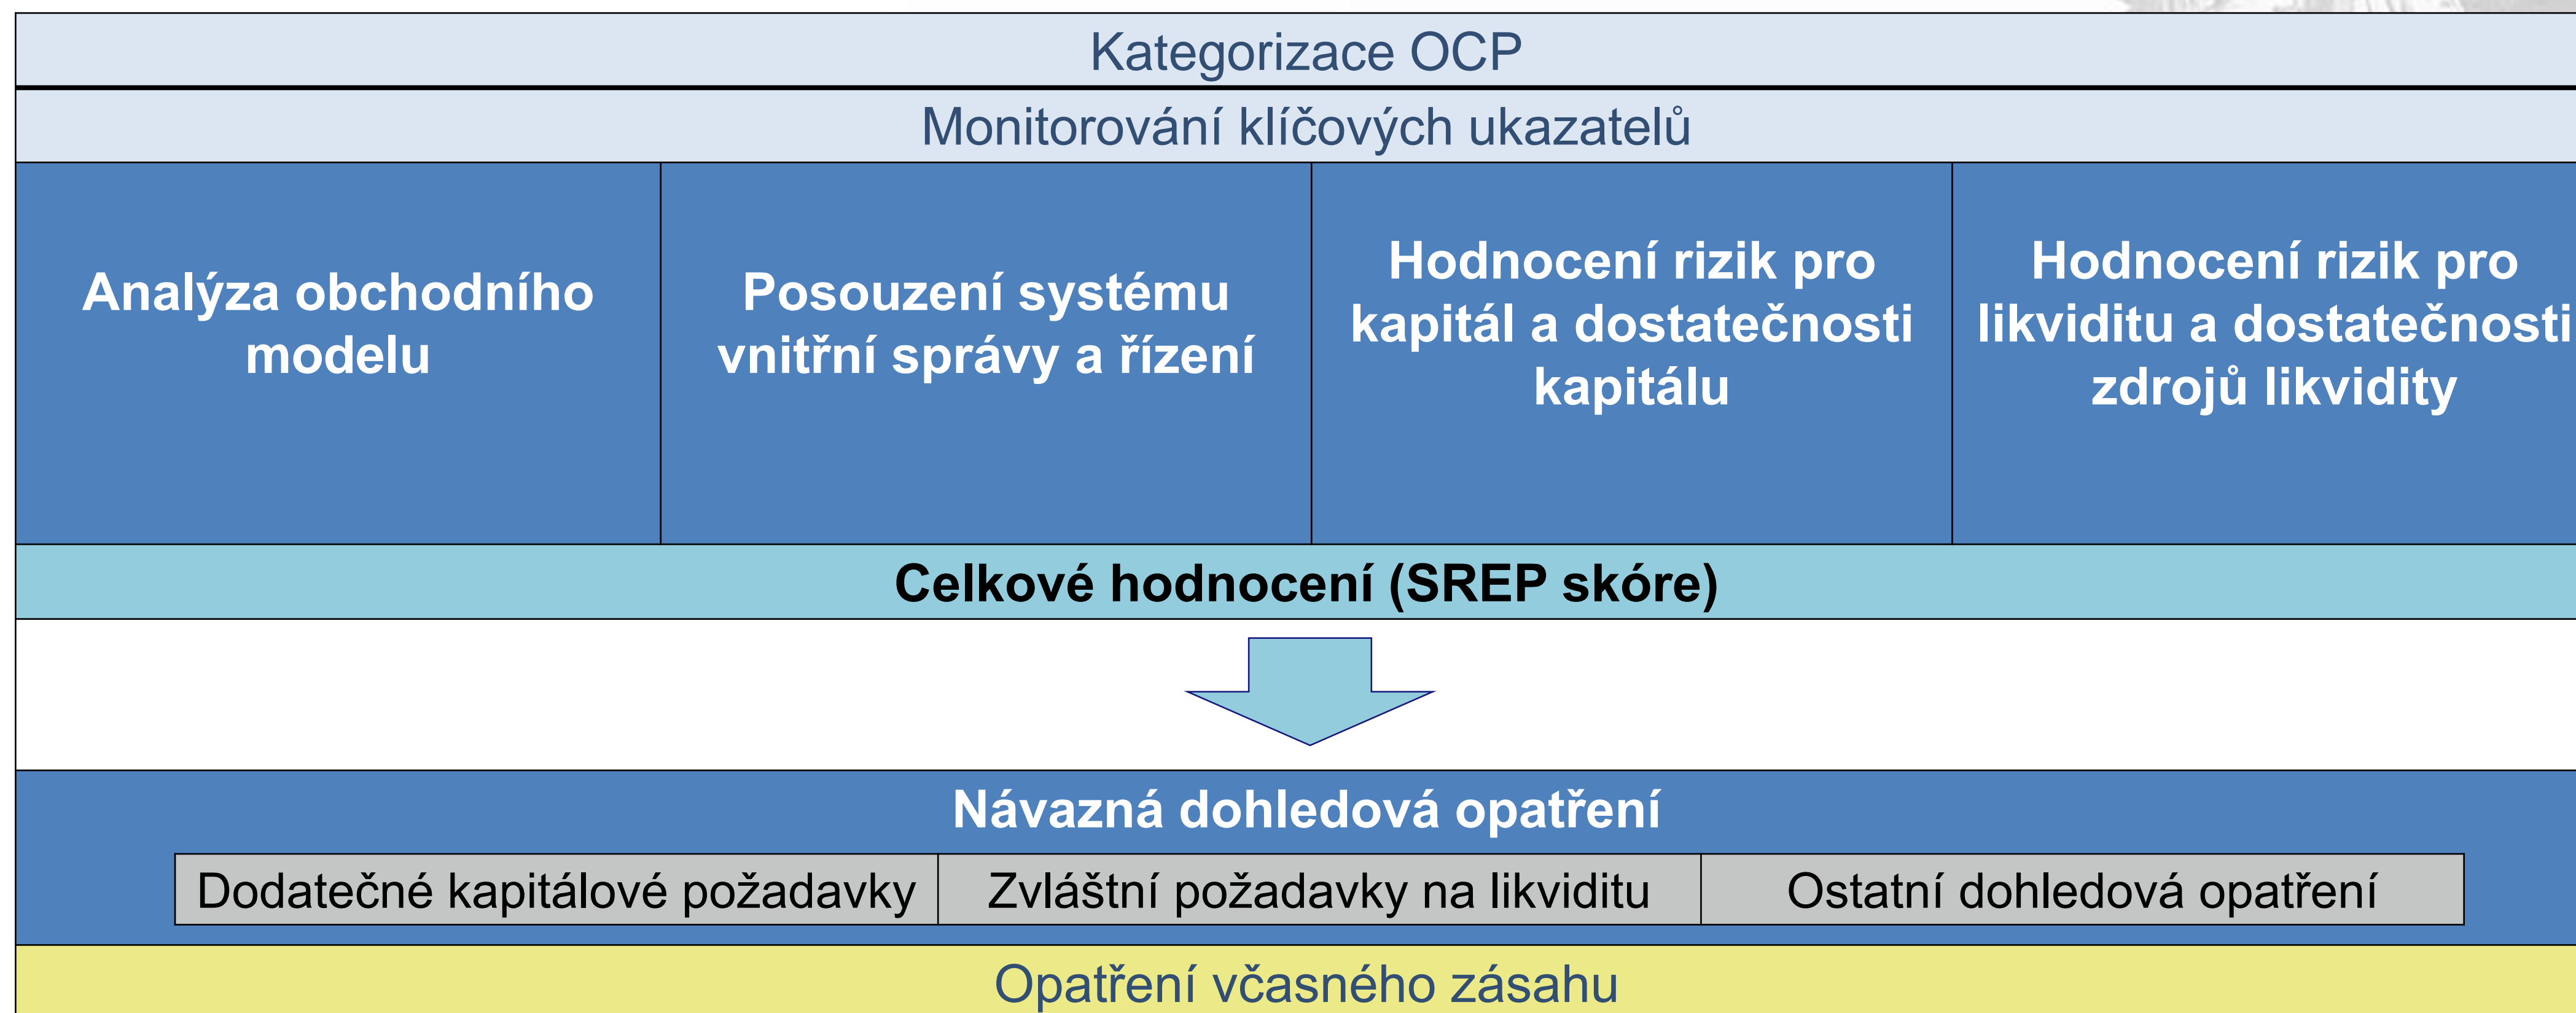 Kategorizace OCP
Monitorování klíčových ukazatelů
Analýza obchodního
modelu
Posouzení systému
vnitřní správy a řízení
Hodnocení rizik pro
kapitál a dostatečnosti
kapitálu
Hodnocení rizik pro
likviditu a dostatečnosti
zdrojů likvidity
Celkové hodnocení (SREP skóre)
Návazná dohledová opatření
Dodatečné kapitálové požadavky
Zvláštní požadavky na likviditu
Ostatní dohledová opatření
Opatření včasného zásahu